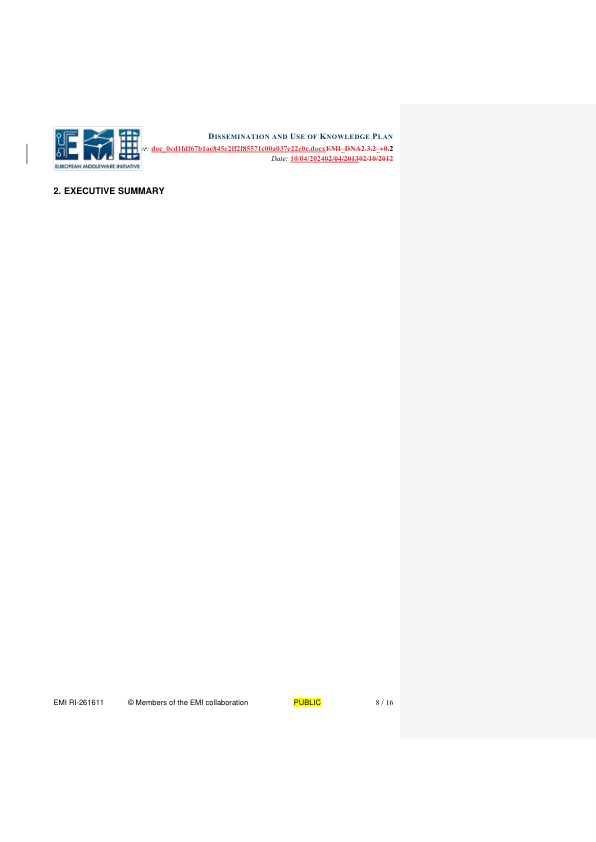 EMI
EUROPEAN MIDDLEWARE INITIATIVE
DISSEMINATION AND USE OF KNOWLEDGE PLAN
doc_0cd1fdf67b1ae845c2ff2f85571c00a037c22c0c.docxEMI_DNA2.3.2_v0.2
Date: 10/04/202402/04/201302/10/2012
2. EXECUTIVE SUMMARY
EMI RI-261611 © Members of the EMI collaboration PUBLIC 8 / 16